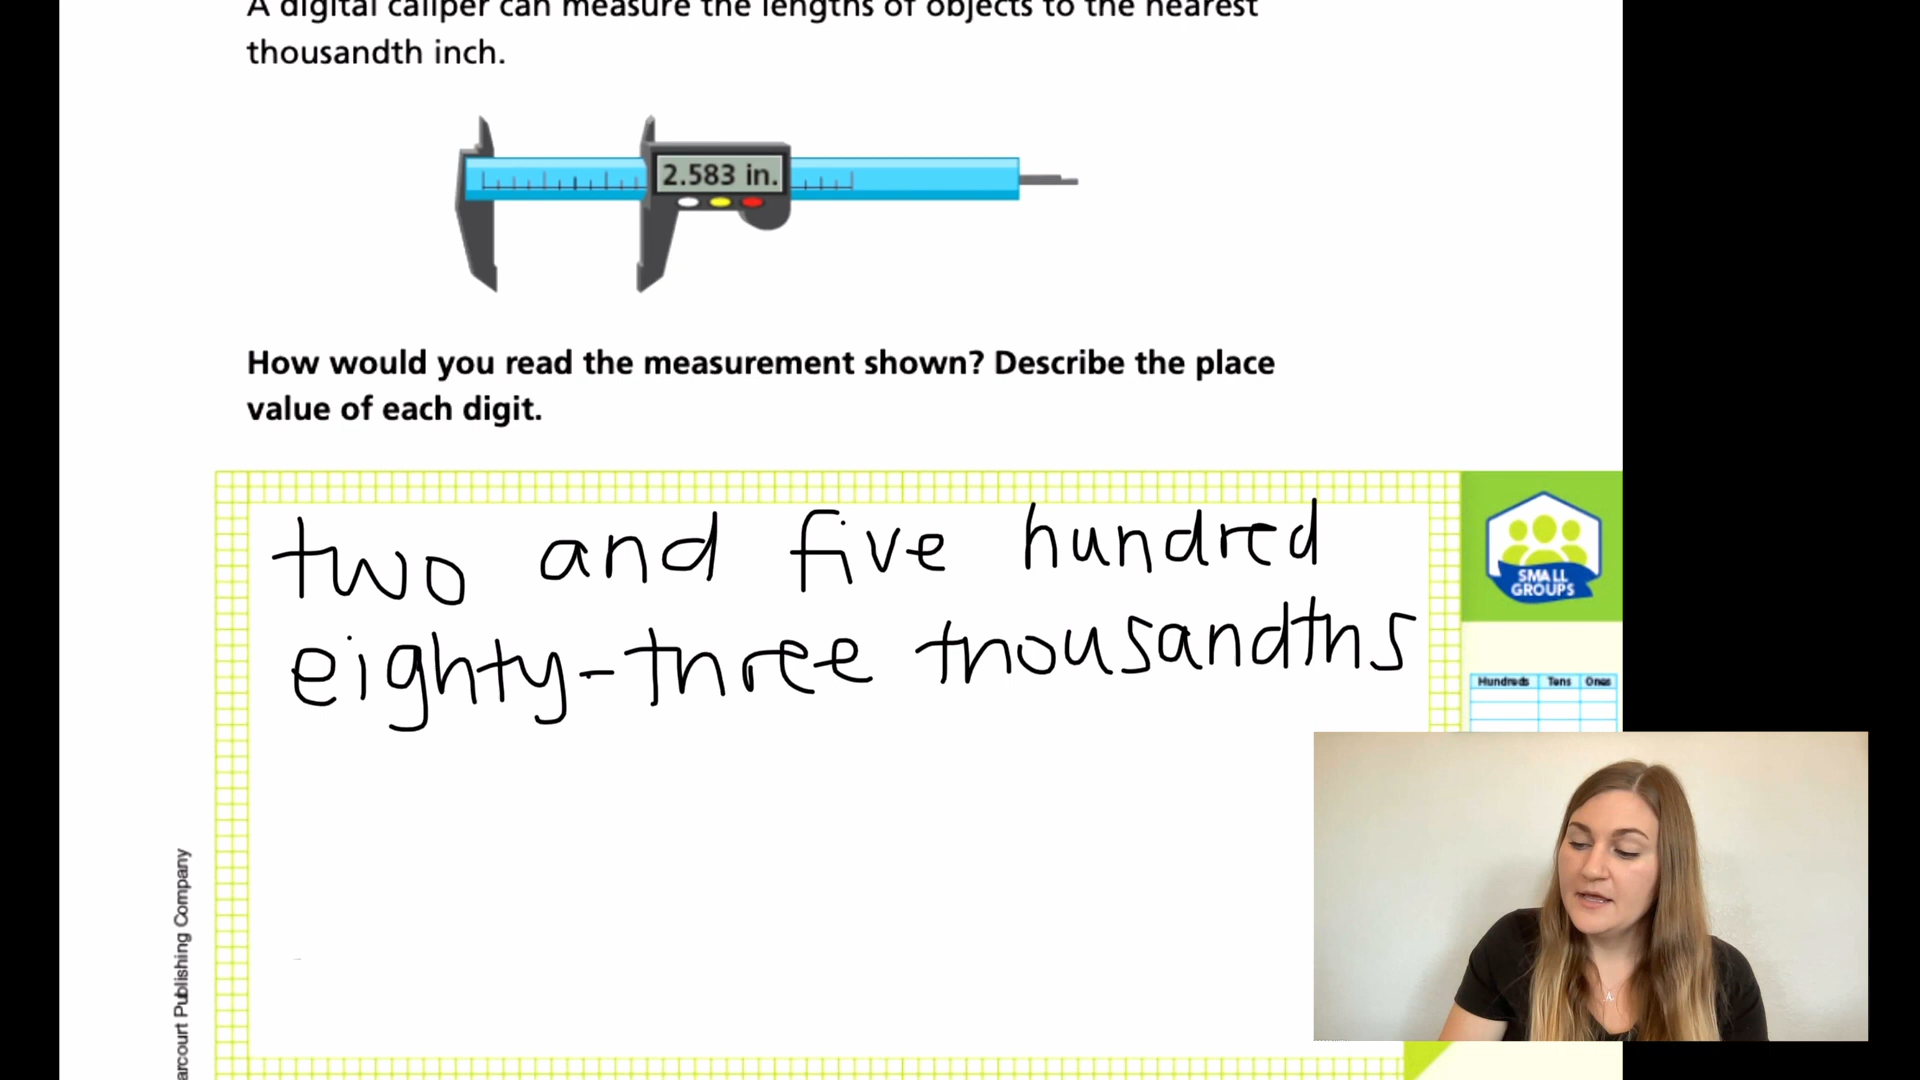 A digital caliper can measure the lengths of objects to the nearest
thousandth inch.
2.583 in.
How would you read the measurement shown? Describe the place
value of each digit.
two and five hundred
eighty-three thousandths
SMALL
GROUPS
Hundreds Tens Ones
arcourt Publishing Company